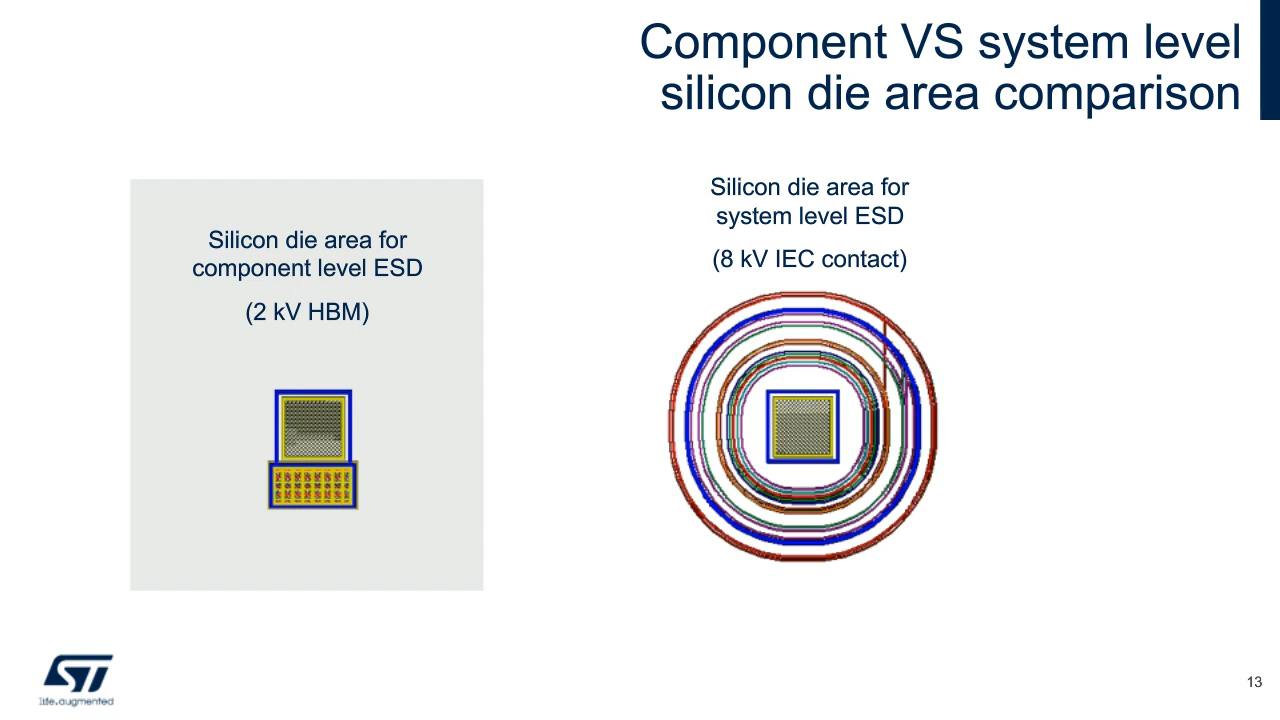 Component VS system level
silicon die area comparison
Silicon die area for
component level ESD
(2 kV HBM)
Silicon die area for
system level ESD
(8 kV IEC contact)
ST
life.augmented
13